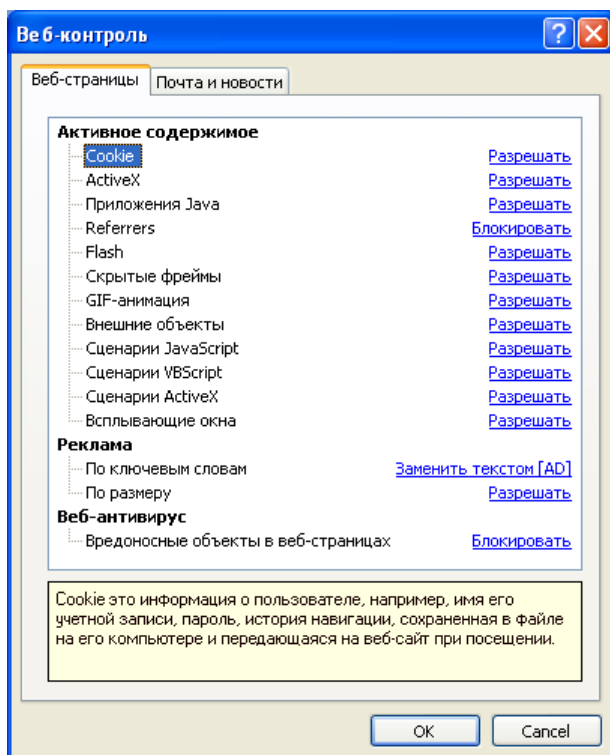 Веб-контроль
Веб-страницы Почта и новости
Активное содержимое
Cookie Разрешать
ActiveX Разрешать
Приложения Java Разрешать
Referrers Блокировать
Flash Разрешать
Скрытые фреймы Разрешать
GIF-анимация Разрешать
Внешние объекты Разрешать
Сценарии JavaScript Разрешать
Сценарии VBScript Разрешать
Сценарии ActiveX Разрешать
Всплывающие окна Разрешать
Реклама
По ключевым словам Заменить текстом [AD]
По размеру Разрешать
Веб-антивирус
Вредоносные объекты в веб-страницах Блокировать
Cookie это информация о пользователе, например, имя его
учетной записи, пароль, история навигации, сохраненная в файле
на его компьютере и передающаяся на веб-сайт при посещении.
OK Cancel